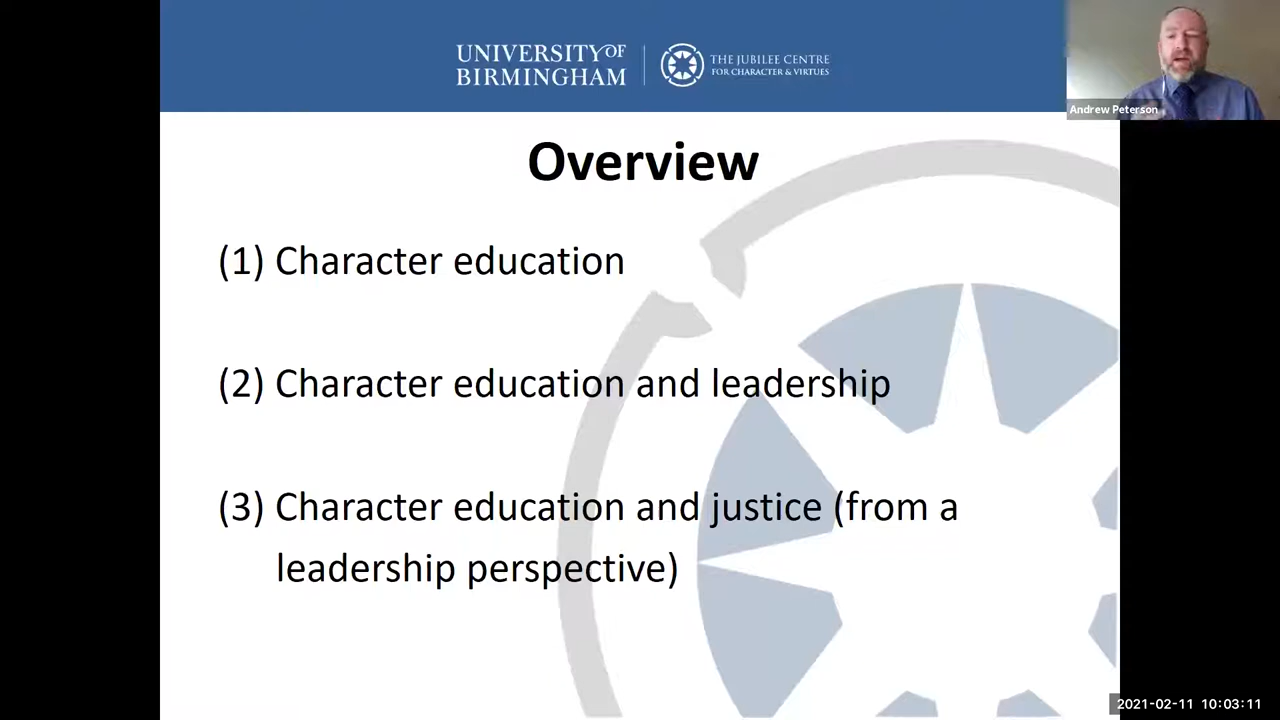 UNIVERSITY OF
BIRMINGHAM
THE JUBILEE CENTRE
FOR CHARACTER & VIRTUES
Andrew Peterson
Overview
(1) Character education
(2) Character education and leadership
(3) Character education and justice (from a
leadership perspective)
2021-02-11 10:03:11